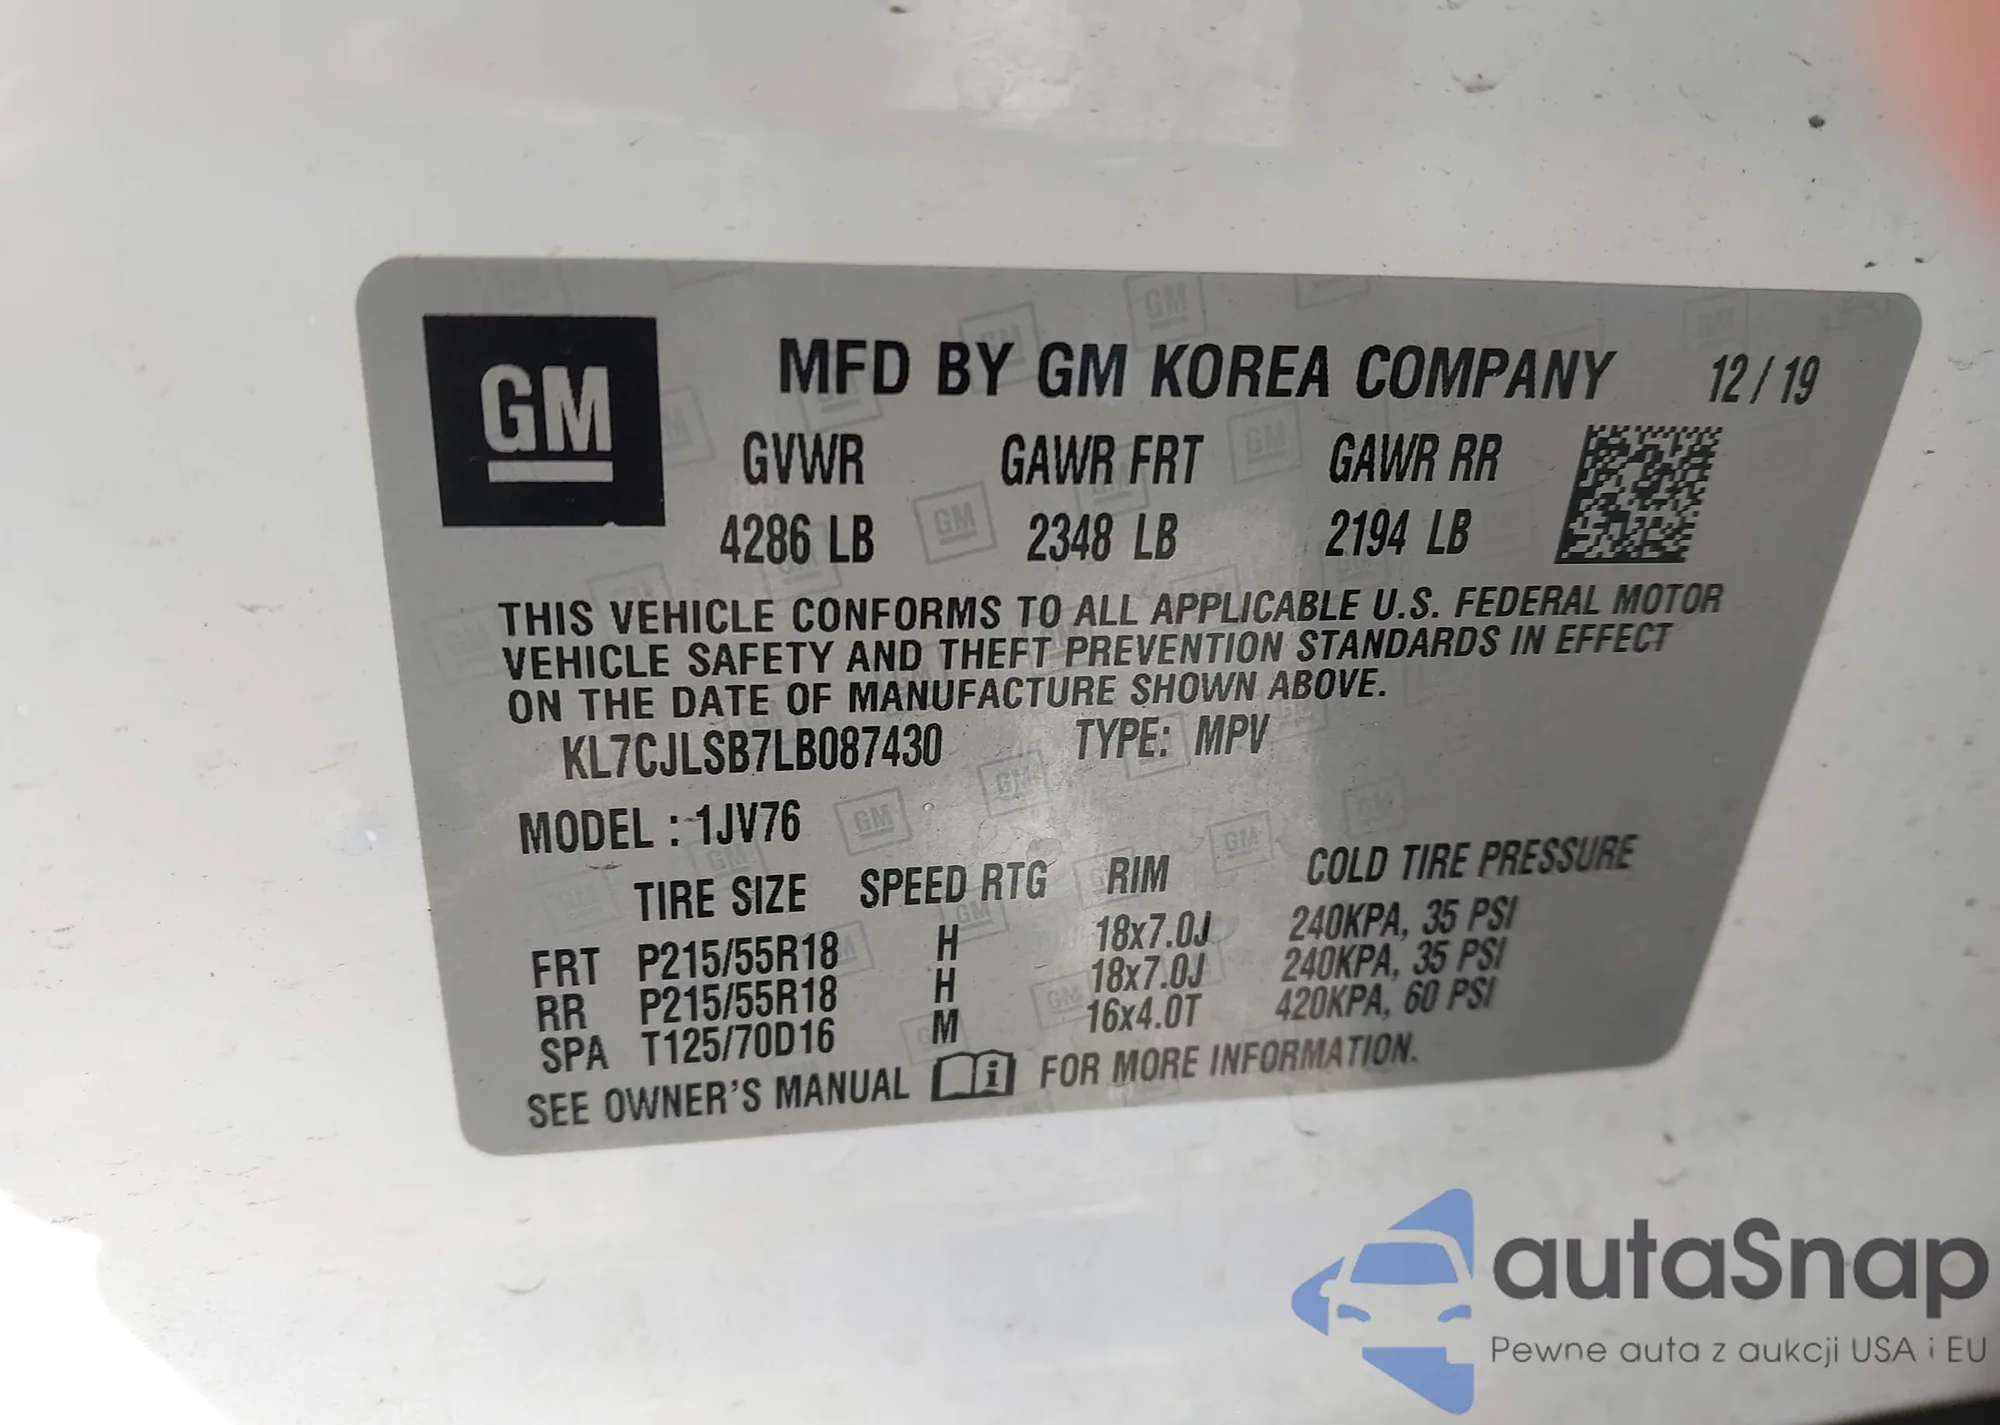 GM
MFD BY GM KOREA COMPANY 12/19
GVWR GAWR FRT GAWR RR
4286 LB 2348 LB 2194 LB
THIS VEHICLE CONFORMS TO ALL APPLICABLE U.S. FEDERAL MOTOR
VEHICLE SAFETY AND THEFT PREVENTION STANDARDS IN EFFECT
ON THE DATE OF MANUFACTURE SHOWN ABOVE.
KL7CJLSB7LB087430 TYPE: MPV
MODEL : 1JV76
TIRE SIZE SPEED RTG RIM COLD TIRE PRESSURE
FRT P215/55R18 H 18x7.0J 240KPA, 35 PSI
RR P215/55R18 H 18x7.0J 240KPA, 35 PSI
SPA T125/70D16 M 16x4.0T 420KPA, 60 PSI
SEE OWNER'S MANUAL FOR MORE INFORMATION.
autaSnap
Pewne auta z aukcji USA i EU